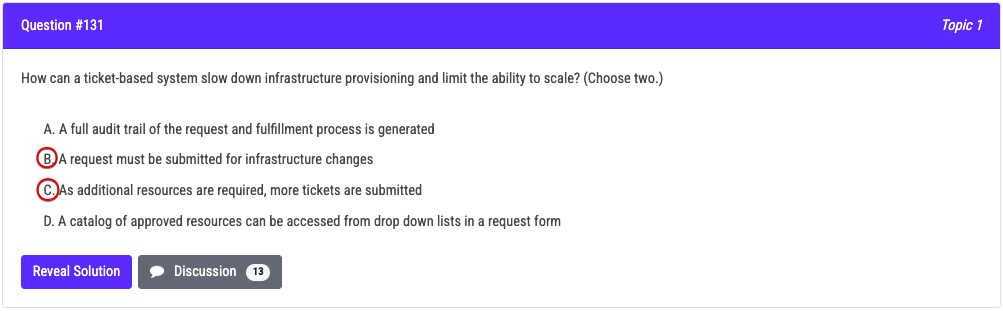 Question #131 Topic 1
How can a ticket-based system slow down infrastructure provisioning and limit the ability to scale? (Choose two.)
A. A full audit trail of the request and fulfillment process is generated
B. A request must be submitted for infrastructure changes
C. As additional resources are required, more tickets are submitted
D. A catalog of approved resources can be accessed from drop down lists in a request form
Reveal Solution Discussion 13